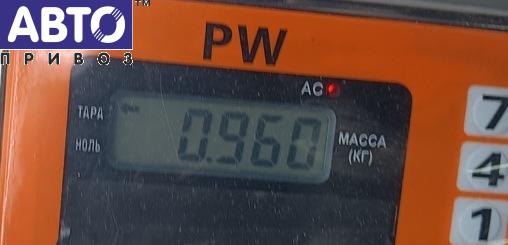 АВТО™
ПРИВОЗ
PW
AC
ТАРА
0.960
МАССА
(КГ)
НОЛЬ
7
4
1